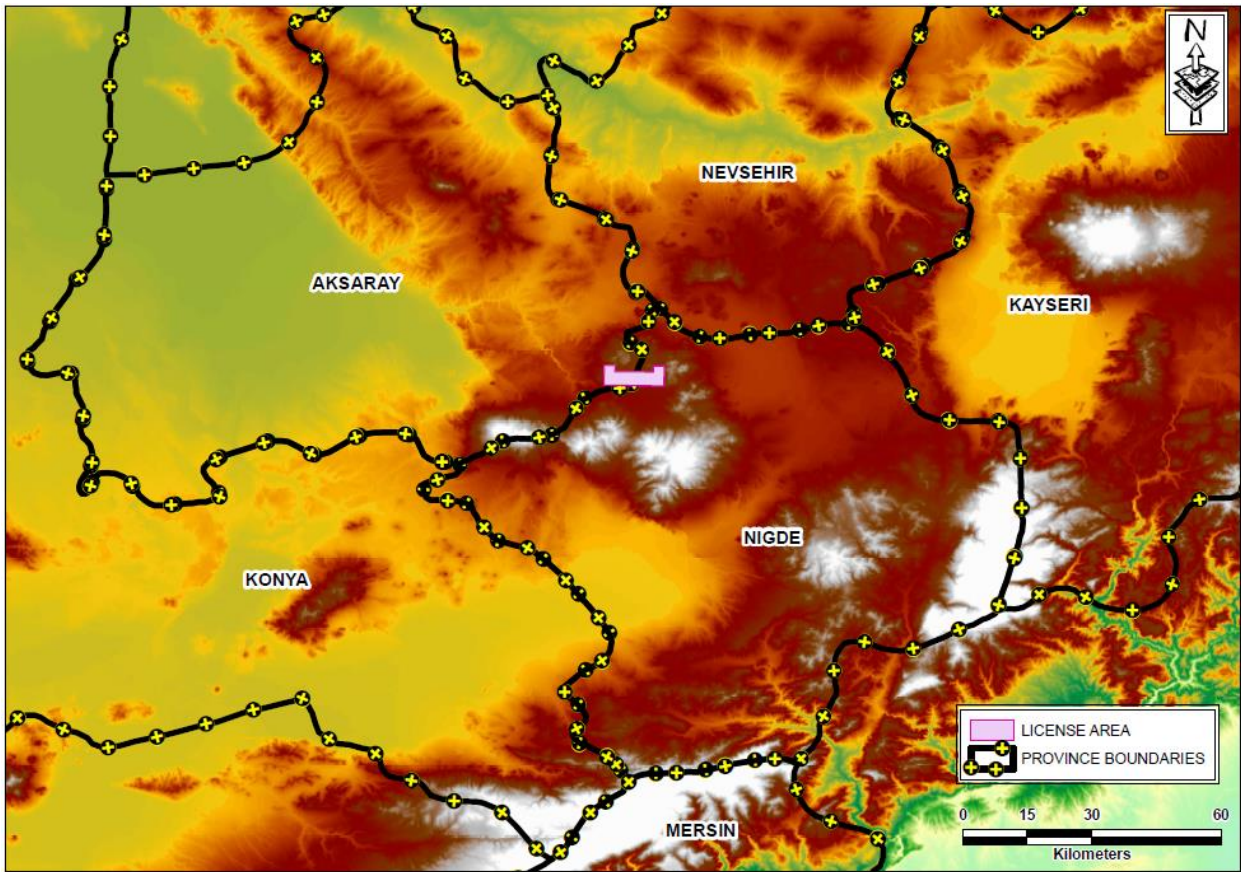 N
NEVSEHIR
AKSARAY
KAYSERI
NIGDE
KONYA
LICENSE AREA
PROVINCE BOUNDARIES
MERSIN
0 15 30 60
Kilometers